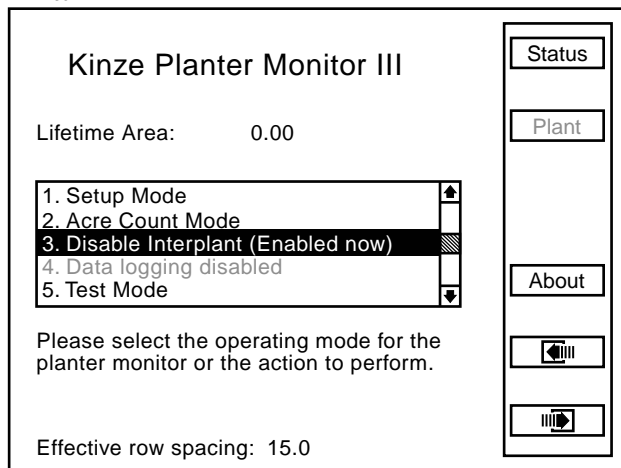 Kinze Planter Monitor III
Lifetime Area: 0.00
1. Setup Mode
2. Acre Count Mode
3. Disable Interplant (Enabled now)
4. Data logging disabled
5. Test Mode
Please select the operating mode for the
planter monitor or the action to perform.
Effective row spacing: 15.0
Status
Plant
About